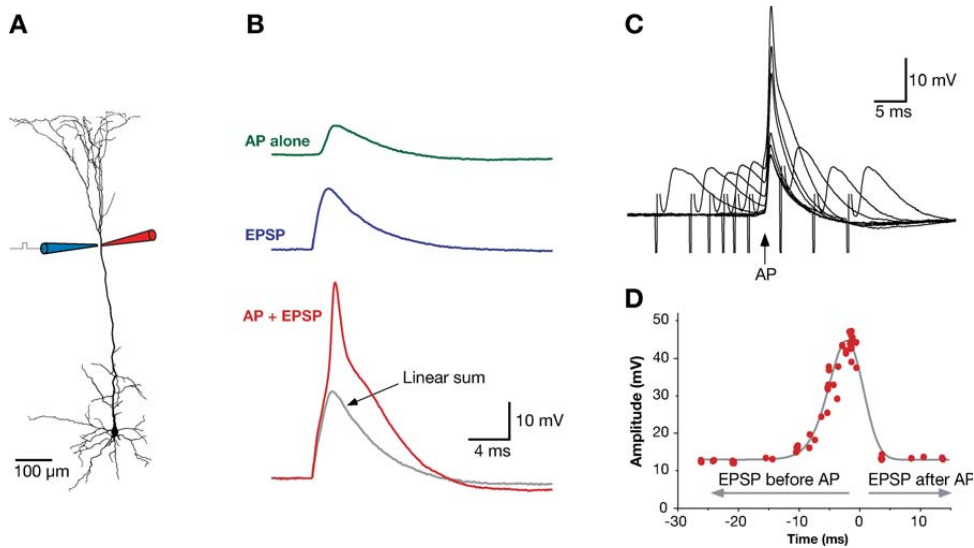 A
100 µm
B
AP alone
EPSP
AP + EPSP
Linear sum
10 mV
4 ms
C
10 mV
5 ms
AP
D
Amplitude (mV)
50
40
30
20
10
0
EPSP before AP
EPSP after AP
-30
-20
-10
0
10
Time (ms)